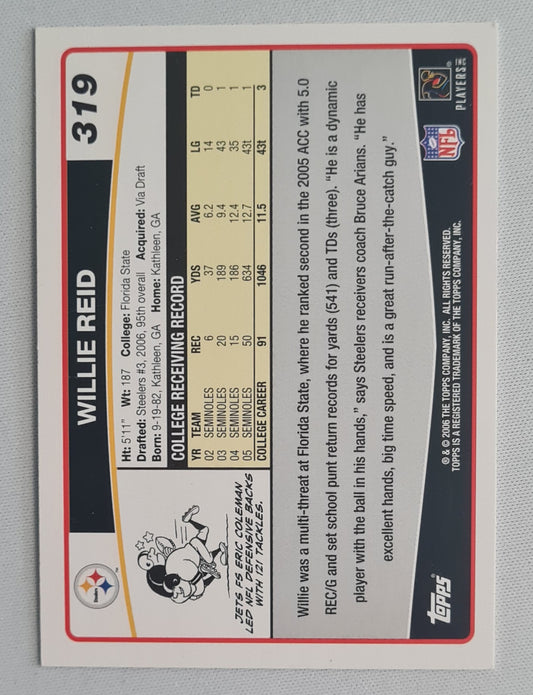 WILLIE REID
319
Steelers
Ht: 5'11" Wt: 187 College: Florida State
Drafted: Steelers #3, 2006, 95th overall Acquired: Via Draft
Born: 9-19-82, Kathleen, GA Home: Kathleen, GA
JETS FS ERIC COLEMAN
LED NFL DEFENSIVE BACKS
WITH 121 TACKLES.
COLLEGE RECEIVING RECORD
YR TEAM REC YDS AVG LG TD
02 SEMINOLES 6 37 6.2 14 0
03 SEMINOLES 20 189 9.4 43 1
04 SEMINOLES 15 186 12.4 35 1
05 SEMINOLES 50 634 12.7 43t 1
COLLEGE CAREER 91 1046 11.5 43t 3
Willie was a multi-threat at Florida State, where he ranked second in the 2005 ACC with 5.0
REC/G and set school punt return records for yards (541) and TDs (three). "He is a dynamic
player with the ball in his hands," says Steelers receivers coach Bruce Arians. "He has
excellent hands, big time speed, and is a great run-after-the-catch guy."
topps
® & © 2006 THE TOPPS COMPANY, INC. ALL RIGHTS RESERVED.
TOPPS IS A REGISTERED TRADEMARK OF THE TOPPS COMPANY, INC.
NFL
PLAYERS INC